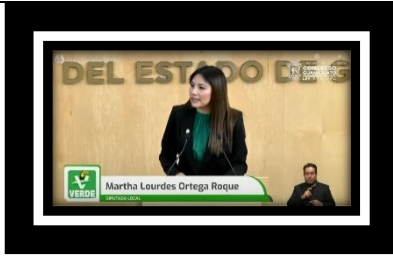 DEL ESTADO DE G
CONGRESO
GUANAJUATO
VERDE
Martha Lourdes Ortega Roque
DIPUTADA LOCAL